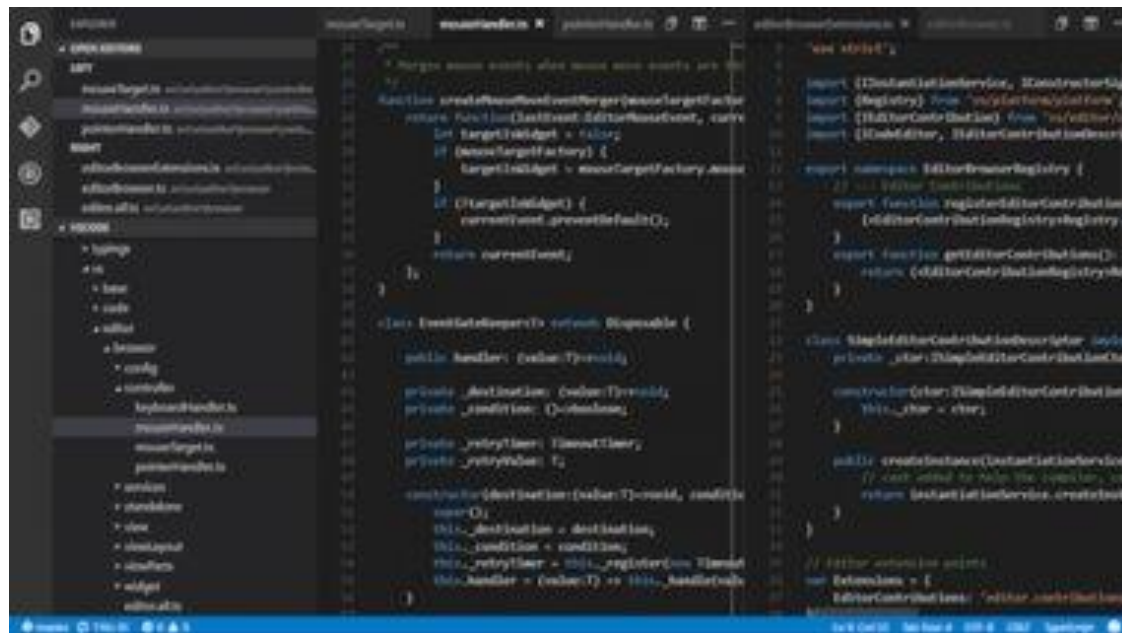 EXPLORER
OPEN EDITORS
LEFT
mouseTarget.ts
mouseHandler.ts
pointerHandler.ts
RIGHT
editorBrowserExtensions.ts
editorBrowser.ts
editor.all.ts
VSCODE
typings
vs
base
code
editor
browser
config
controller
keyboardHandler.ts
mouseHandler.ts
mouseTarget.ts
pointerHandler.ts
services
standalone
view
viewLayout
viewParts
widget
editor.all.ts
mouseTarget.ts mouseHandler.ts pointerHandler.ts
* Merges mouse events when mouse move events are
*/
function createMouseMoveEventMerger(mouseTargetFactor
return function(lastEvent:EditorMouseEvent, curre
let targetIsWidget = false;
if (mouseTargetFactory) {
targetIsWidget = mouseTargetFactory.mouse
}
if (!targetIsWidget) {
currentEvent.preventDefault();
}
return currentEvent;
};
}
class EventGateKeeper<T> extends Disposable {
public handler: (value:T)=>void;
private _destination: (value:T)=>void;
private _condition: ()=>boolean;
private _retryTimer: TimeoutTimer;
private _retryValue: T;
constructor(destination:(value:T)=>void, conditio
super();
this._destination = destination;
this._condition = condition;
this._retryTimer = this._register(new Timeout
this.handler = (value:T) => this._handle(valu
}
editorBrowserExtensions.ts
'use strict';
import {IInstantiationService, IConstructorSig
import {Registry} from 'vs/platform/platform';
import {IEditorContribution} from 'vs/editor/
import {ICodeEditor, IEditorContributionDescri
export namespace EditorBrowserRegistry {
// --- Editor Contributions
export function registerEditorContribution
(<EditorContributionRegistry>Registry
}
export function getEditorContributions():
return (<EditorContributionRegistry>Re
}
}
class SimpleEditorContributionDescriptor imple
private _ctor:ISimpleEditorContributionCto
constructor(ctor:ISimpleEditorContribution
this._ctor = ctor;
}
public createInstance(instantiationService
// cast added to help the compiler,
return instantiationService.createInst
}
}
// Editor extension points
var Extensions = {
EditorContributions: 'editor.contributions
master
UTF-8 CRLF TypeScript